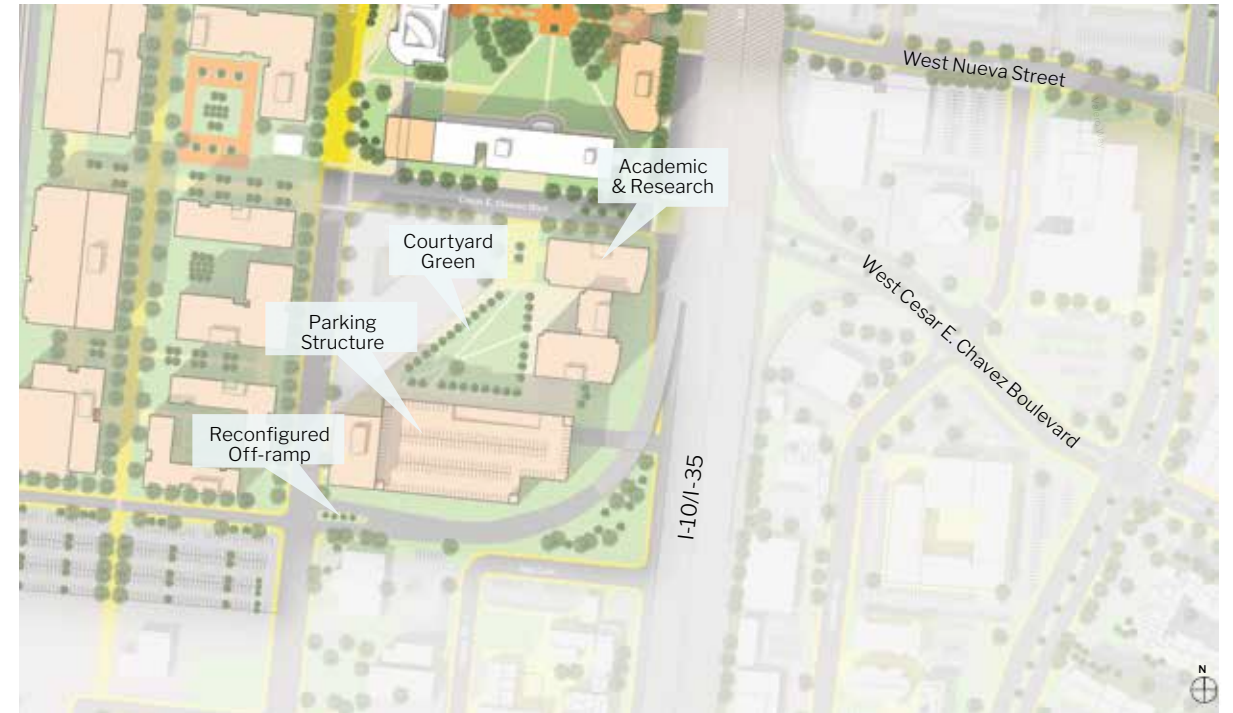 West Nueva Street
Academic
& Research
Courtyard
Green
West Cesar E. Chavez Boulevard
Parking
Structure
Reconfigured
Off-ramp
I-10/I-35
N